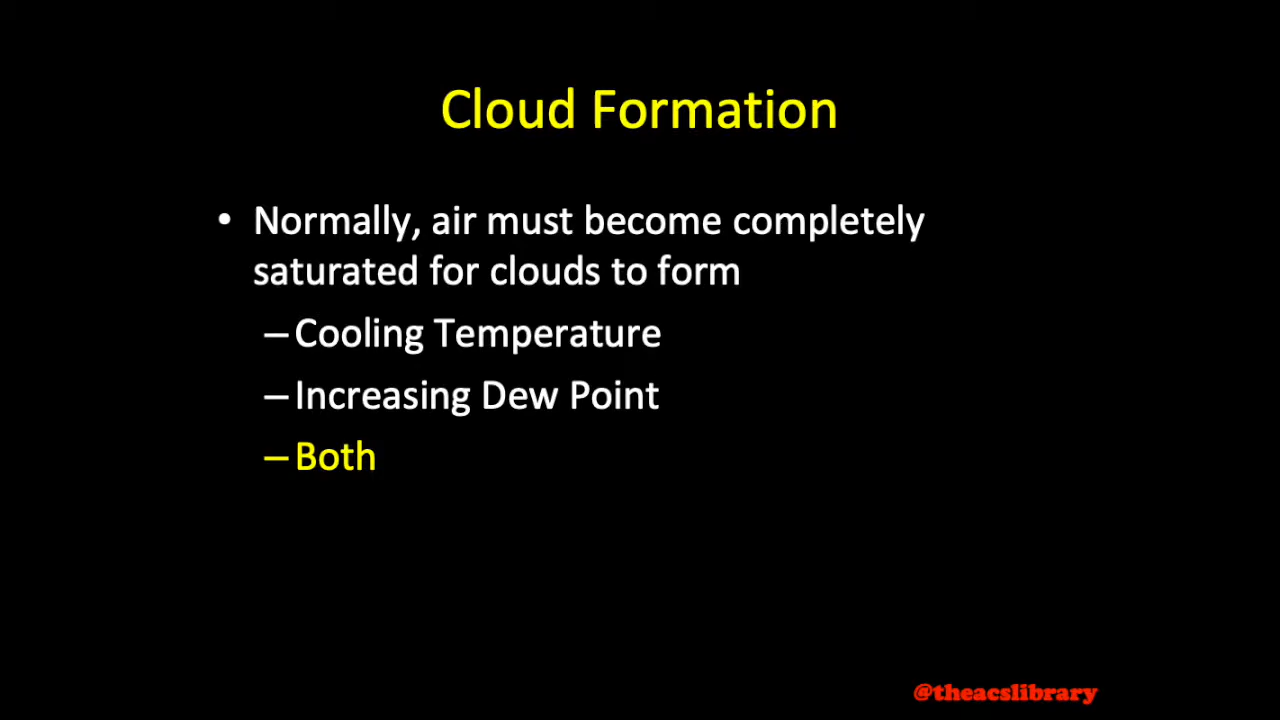 Cloud Formation
• Normally, air must become completely
saturated for clouds to form
– Cooling Temperature
– Increasing Dew Point
– Both
@theacslibrary